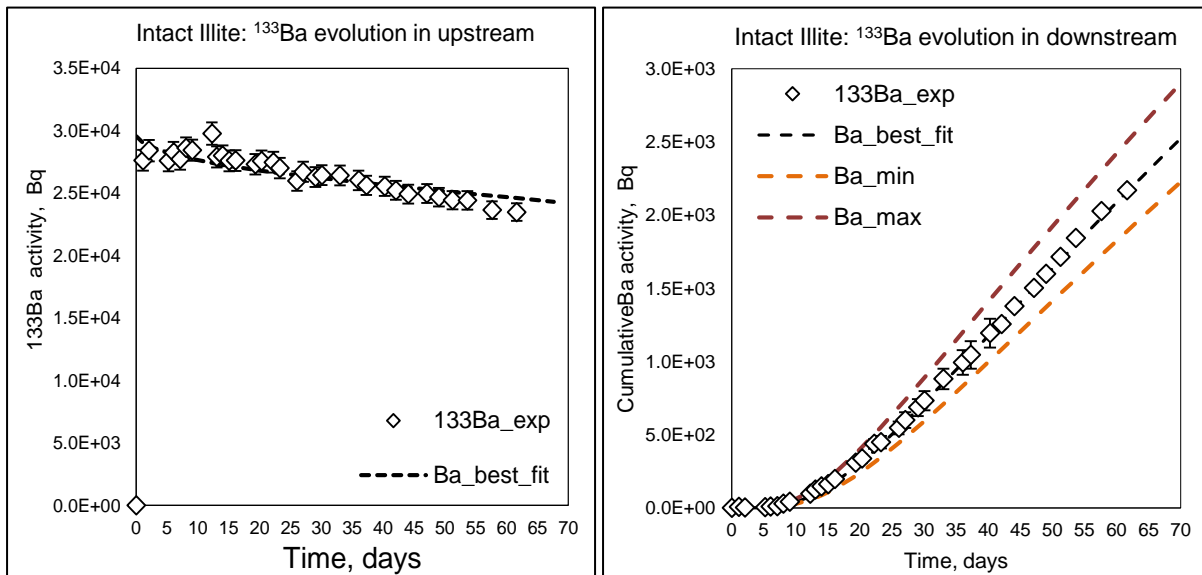 Intact Illite: ¹³³Ba evolution in upstream
3.5E+04
3.0E+04
2.5E+04
2.0E+04
1.5E+04
1.0E+04
5.0E+03
0.0E+00
133Ba activity, Bq
133Ba_exp
Ba_best_fit
0 5 10 15 20 25 30 35 40 45 50 55 60 65 70
Time, days
Intact Illite: ¹³³Ba evolution in downstream
3.0E+03
2.5E+03
2.0E+03
1.5E+03
1.0E+03
5.0E+02
0.0E+00
CumulativeBa activity, Bq
133Ba_exp
Ba_best_fit
Ba_min
Ba_max
0 5 10 15 20 25 30 35 40 45 50 55 60 65 70
Time, days